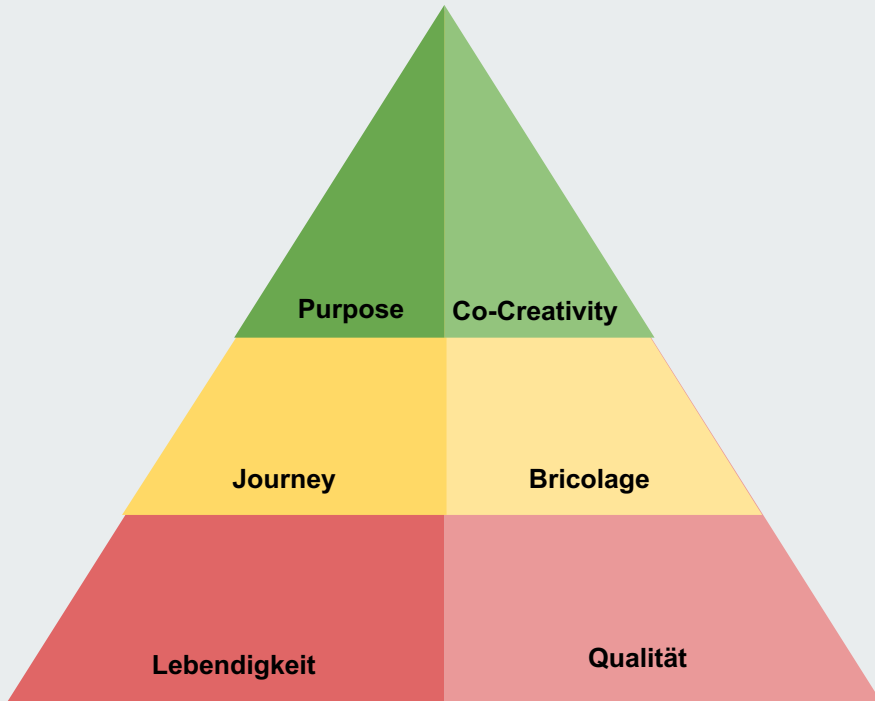 Purpose
Co-Creativity
Journey
Bricolage
Lebendigkeit
Qualität